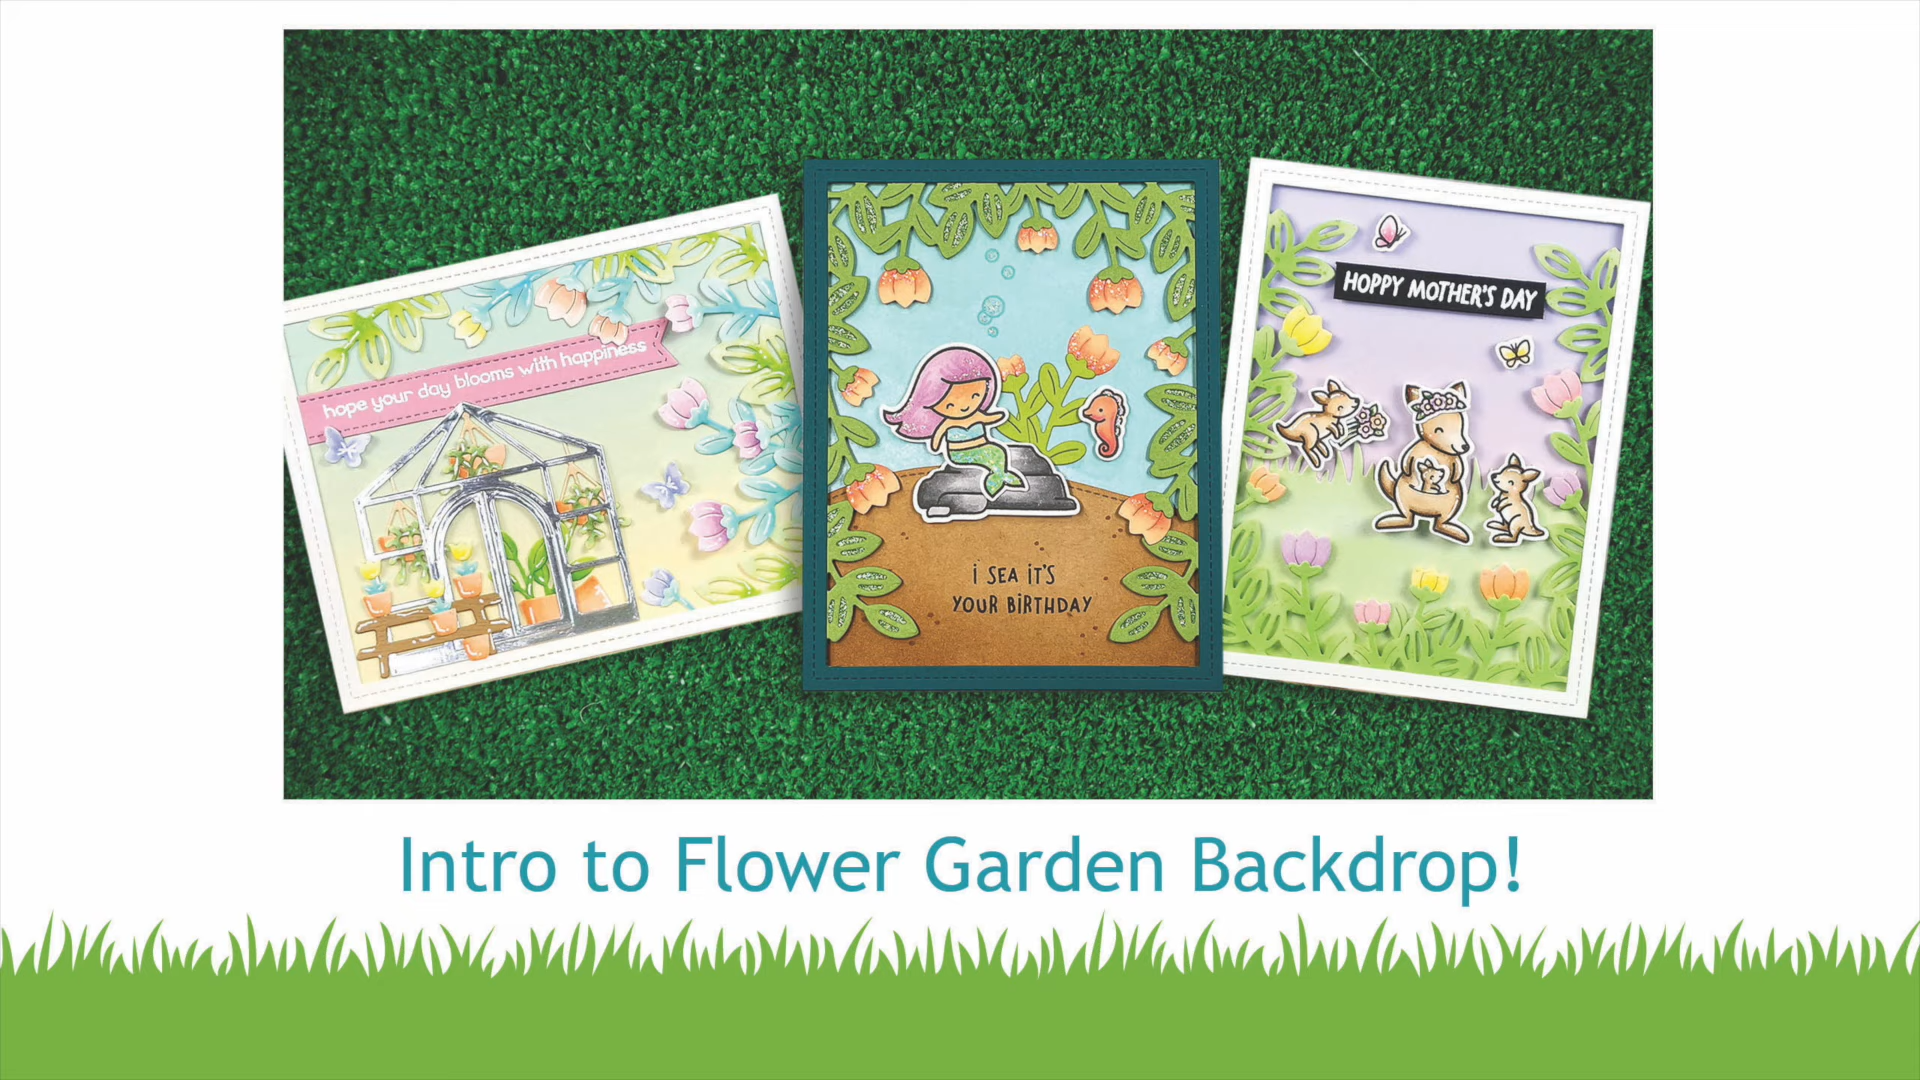 hope your day blooms with happiness
i SEA iT'S
YOUR BiRTHDAY
HOPPY MOTHER'S DAY
Intro to Flower Garden Backdrop!